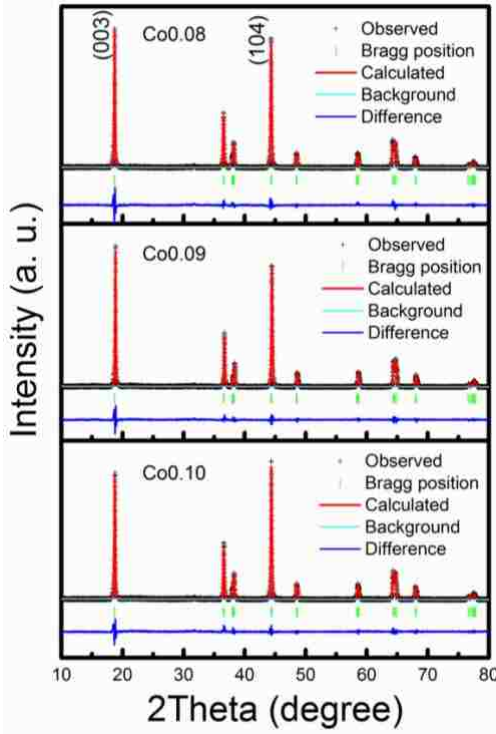 (003)
Co0.08
(104)
Observed
Bragg position
Calculated
Background
Difference
Co0.09
Observed
Bragg position
Calculated
Background
Difference
Co0.10
Observed
Bragg position
Calculated
Background
Difference
Intensity (a. u.)
10 20 30 40 50 60 70 80
2Theta (degree)